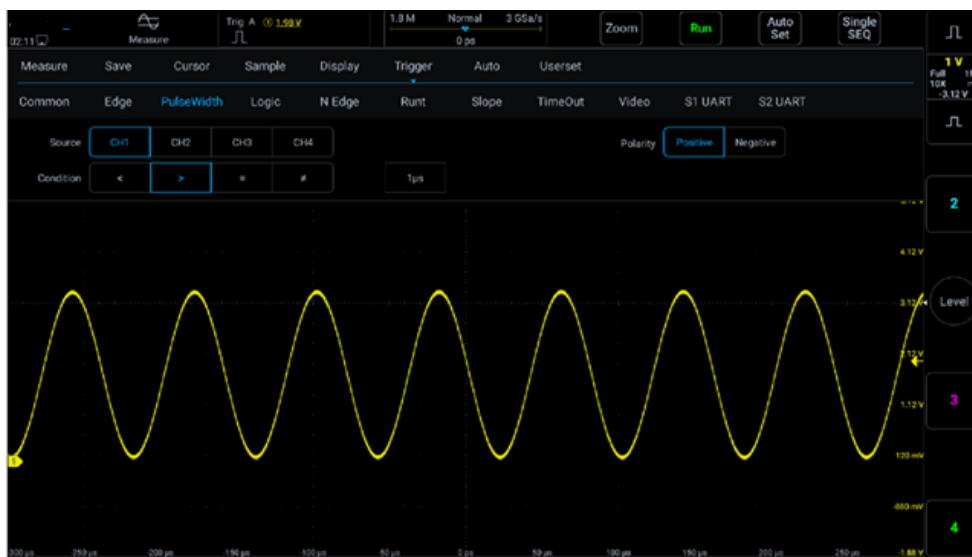 02:11
Measure
Trig A ① 1.98 V
1.8 M Normal 3 GSa/s
0 ps
Zoom
Run
Auto Set
Single SEQ
Measure Save Cursor Sample Display Trigger Auto Userset
Common Edge PulseWidth Logic N Edge Runt Slope TimeOut Video S1 UART S2 UART
Source CH1 CH2 CH3 CH4 Polarity Positive Negative
Condition < > = ≠ 1μs
1 V
Full
10X
-3.12 V
2
4.12 V
Level
3.12
1.12 V
3
1
120 mV
-880 mV
4
-300 μs -250 μs -200 μs -150 μs -100 μs 50 μs 0 ps 50 μs 100 μs 150 μs 200 μs 250 μs -1.88 V